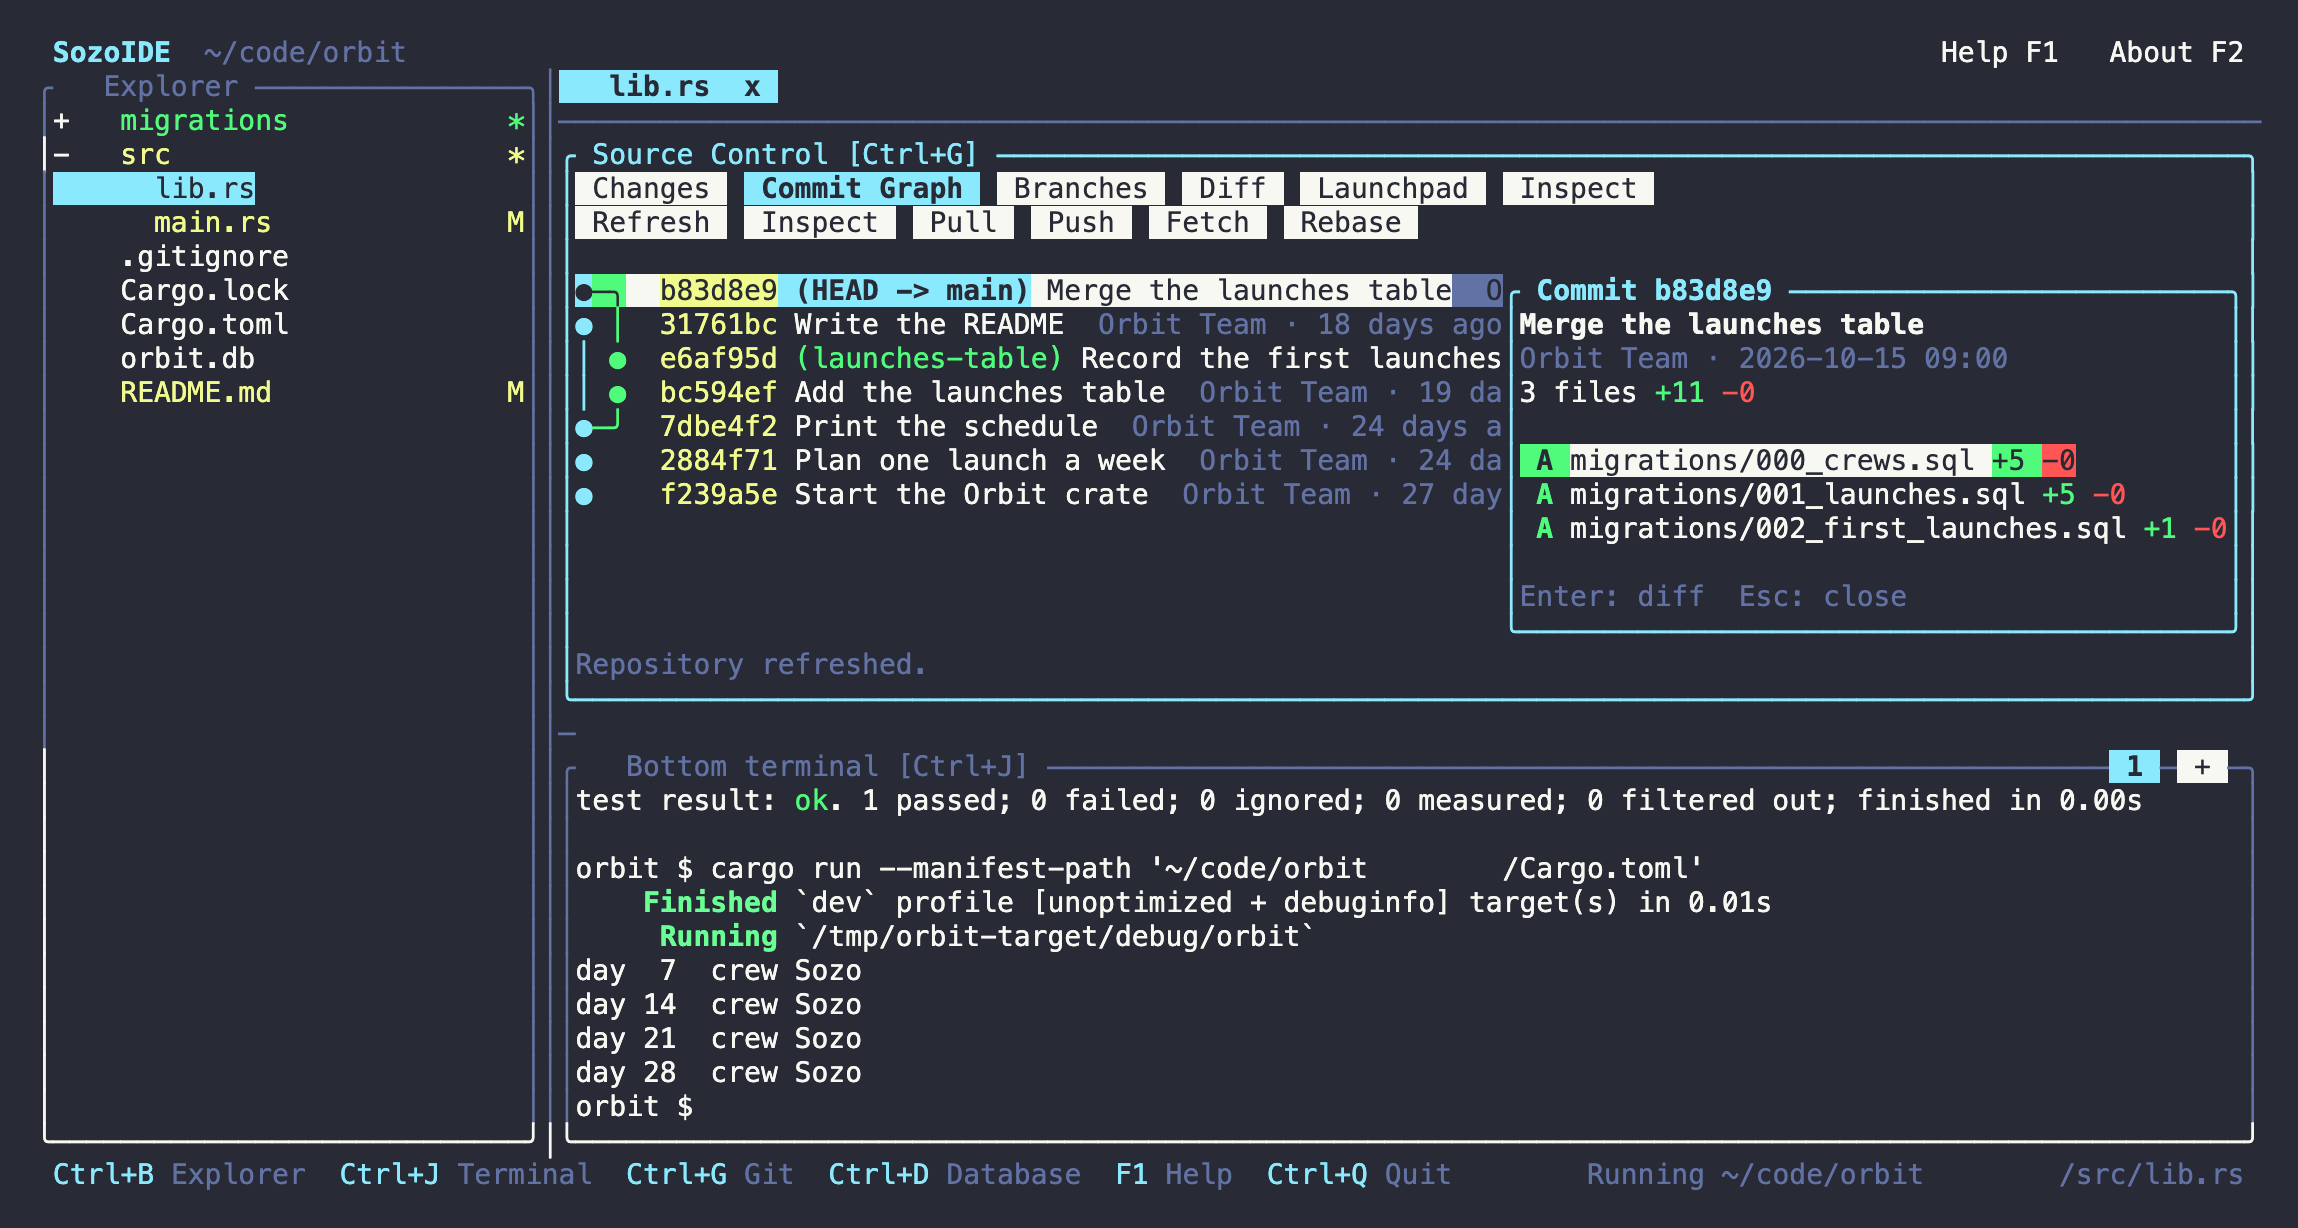 SozoIDE ~/code/orbit Help F1 About F2
Explorer
+ migrations *
- src *
lib.rs
main.rs M
.gitignore
Cargo.lock
Cargo.toml
orbit.db
README.md M
lib.rs x
Source Control [Ctrl+G]
Changes Commit Graph Branches Diff Launchpad Inspect
Refresh Inspect Pull Push Fetch Rebase
b83d8e9 (HEAD -> main) Merge the launches table O
31761bc Write the README Orbit Team · 18 days ago
e6af95d (launches-table) Record the first launches
bc594ef Add the launches table Orbit Team · 19 da
7dbe4f2 Print the schedule Orbit Team · 24 days a
2884f71 Plan one launch a week Orbit Team · 24 da
f239a5e Start the Orbit crate Orbit Team · 27 day
Repository refreshed.
Commit b83d8e9
Merge the launches table
Orbit Team · 2026-10-15 09:00
3 files +11 -0
A migrations/000_crews.sql +5 -0
A migrations/001_launches.sql +5 -0
A migrations/002_first_launches.sql +1 -0
Enter: diff Esc: close
Bottom terminal [Ctrl+J] 1 +
test result: ok. 1 passed; 0 failed; 0 ignored; 0 measured; 0 filtered out; finished in 0.00s
orbit $ cargo run --manifest-path '~/code/orbit /Cargo.toml'
Finished `dev` profile [unoptimized + debuginfo] target(s) in 0.01s
Running `/tmp/orbit-target/debug/orbit`
day 7 crew Sozo
day 14 crew Sozo
day 21 crew Sozo
day 28 crew Sozo
orbit $
Ctrl+B Explorer Ctrl+J Terminal Ctrl+G Git Ctrl+D Database F1 Help Ctrl+Q Quit Running ~/code/orbit /src/lib.rs